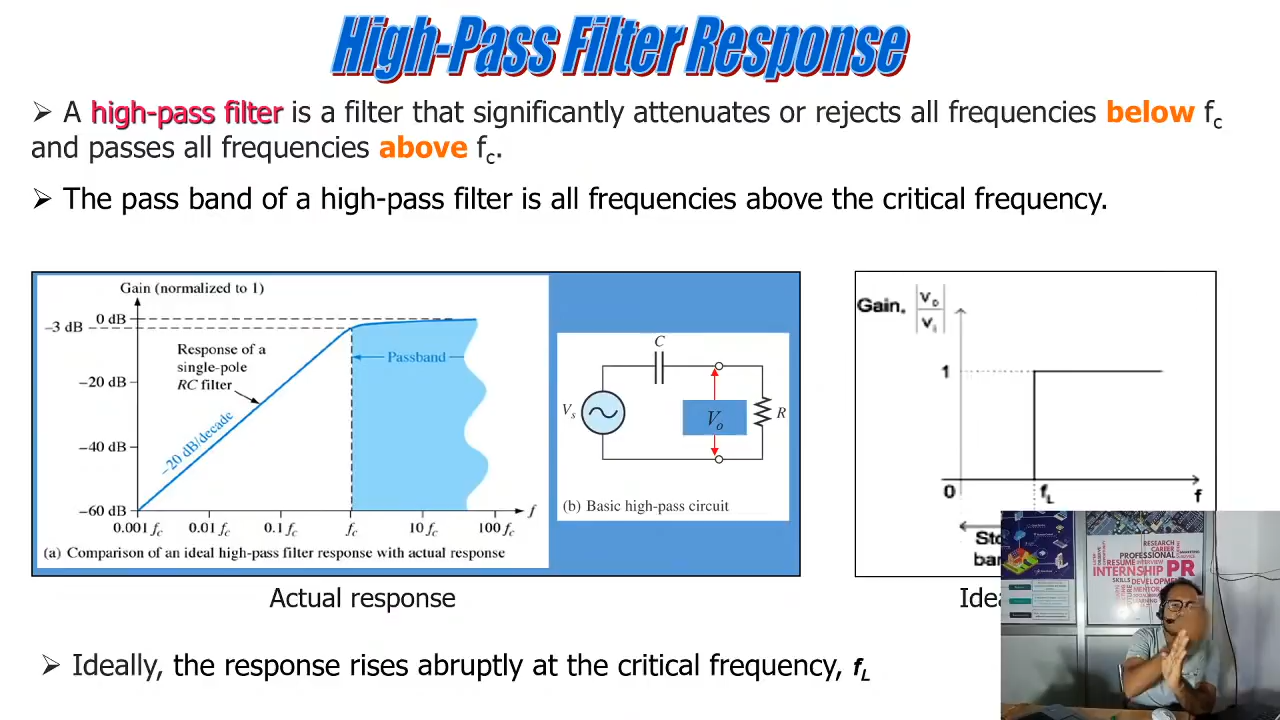 High-Pass Filter Response
➢ A high-pass filter is a filter that significantly attenuates or rejects all frequencies below fc
and passes all frequencies above fc.
➢ The pass band of a high-pass filter is all frequencies above the critical frequency.
Gain (normalized to 1)
0 dB
–3 dB
Response of a
single-pole
RC filter
Passband
–20 dB
–20 dB/decade
–40 dB
–60 dB
0.001 fc 0.01 fc 0.1 fc fc 10 fc 100 fc f
(a) Comparison of an ideal high-pass filter response with actual response
C
Vs
Vo
R
(b) Basic high-pass circuit
Gain. |vo/vi|
1
0 fL f
Actual response
➢ Ideally, the response rises abruptly at the critical frequency, fL
RESEARCH
CAREER
PROFESSIONAL
RESUME INTERVIEW
INTERNSHIP PR
SKILLS DEVELOPMENT
MENTOR